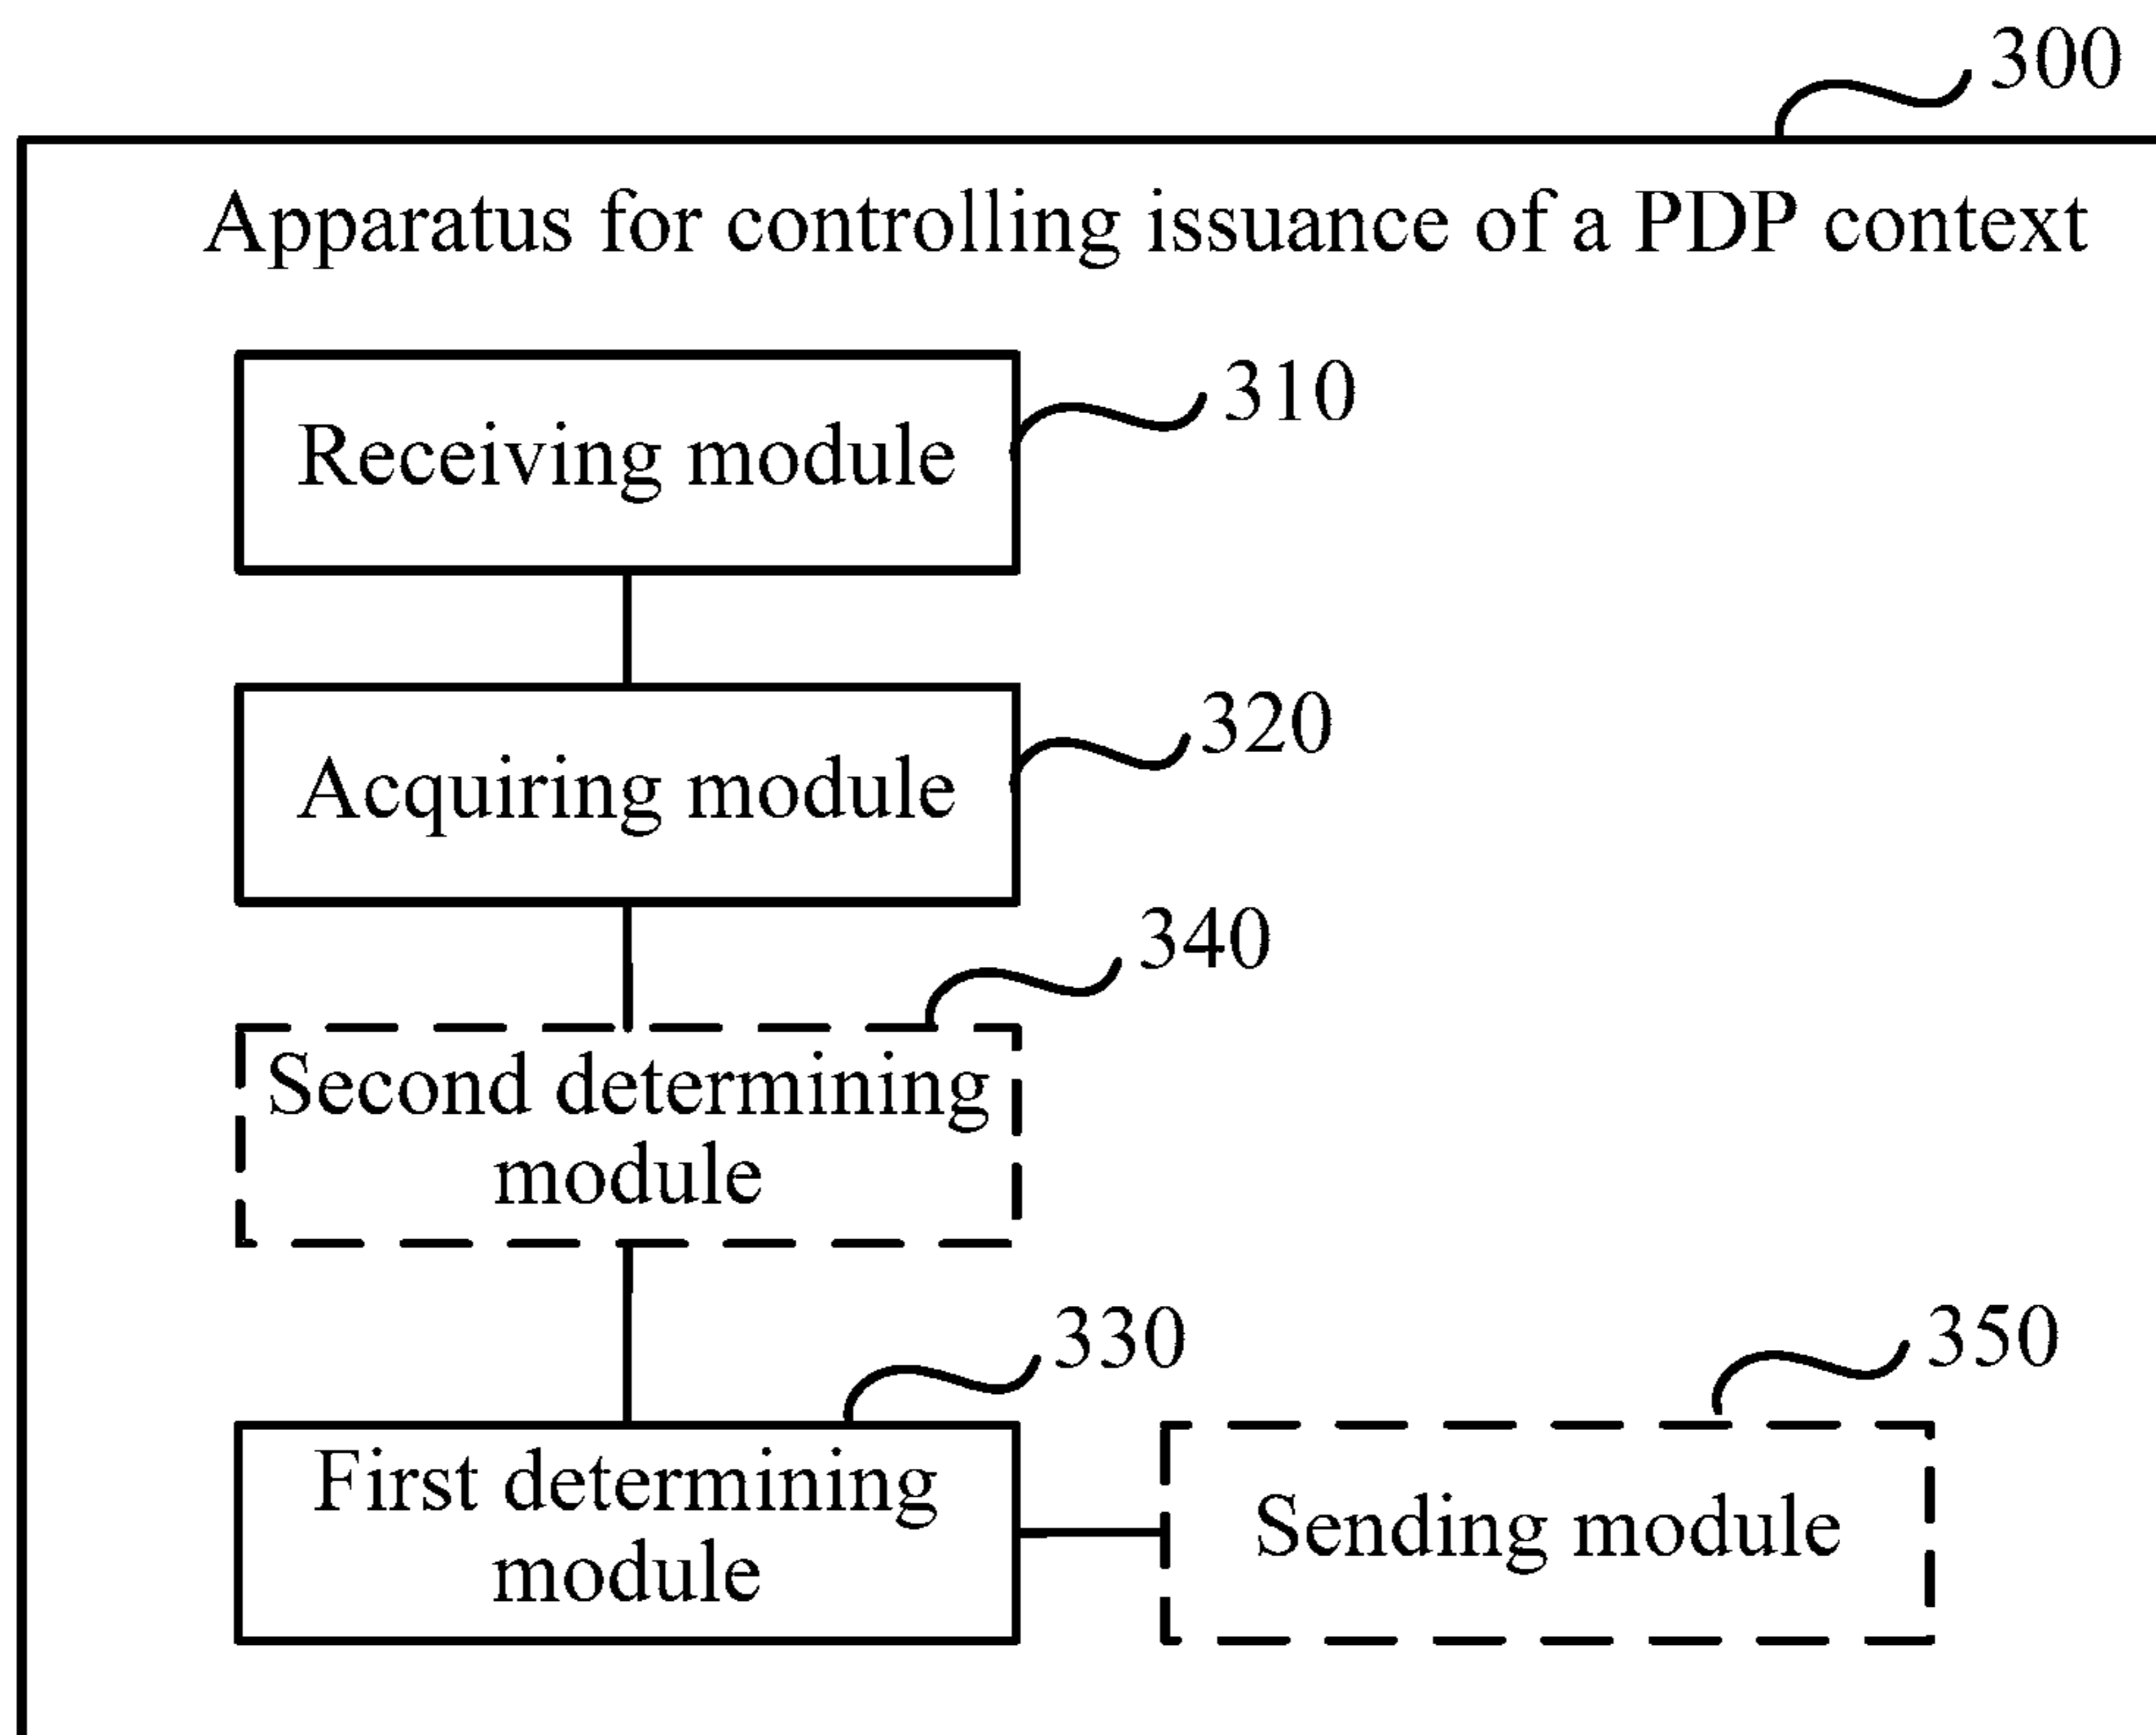 300
Apparatus for controlling issuance of a PDP context
310
Receiving module
320
Acquiring module
340
Second determining
module
330
350
First determining
module
Sending module